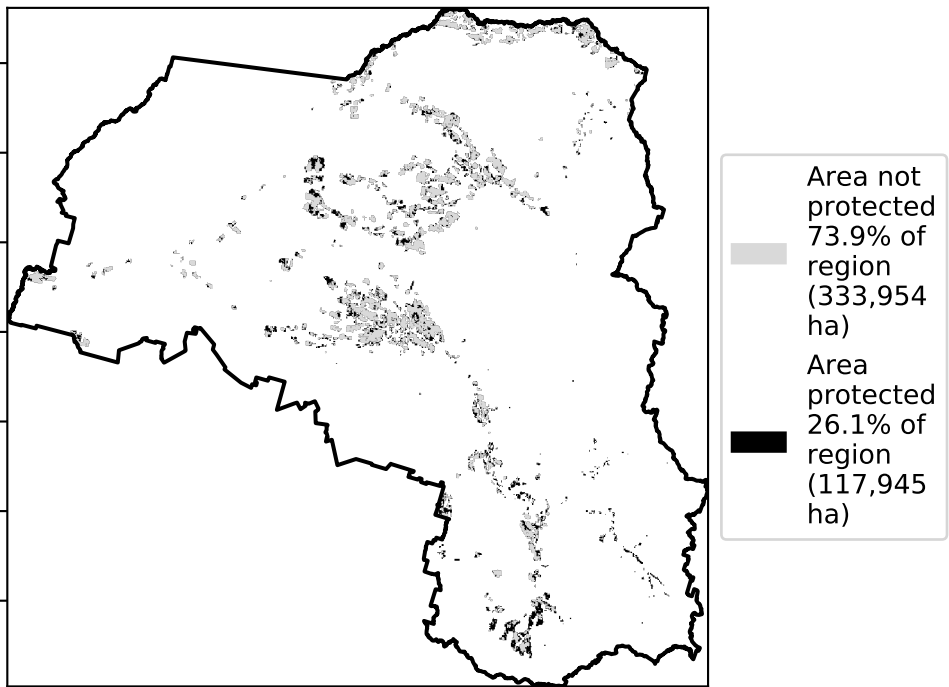 Area not
protected
73.9% of
region
(333,954
ha)
Area
protected
26.1% of
region
(117,945
ha)